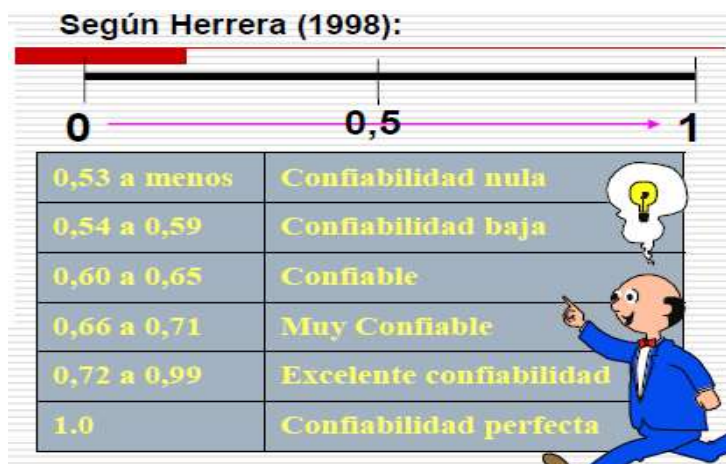 Según Herrera (1998):
0 0,5 1
0,53 a menos Confiabilidad nula
0,54 a 0,59 Confiabilidad baja
0,60 a 0,65 Confiable
0,66 a 0,71 Muy Confiable
0,72 a 0,99 Excelente confiabilidad
1.0 Confiabilidad perfecta